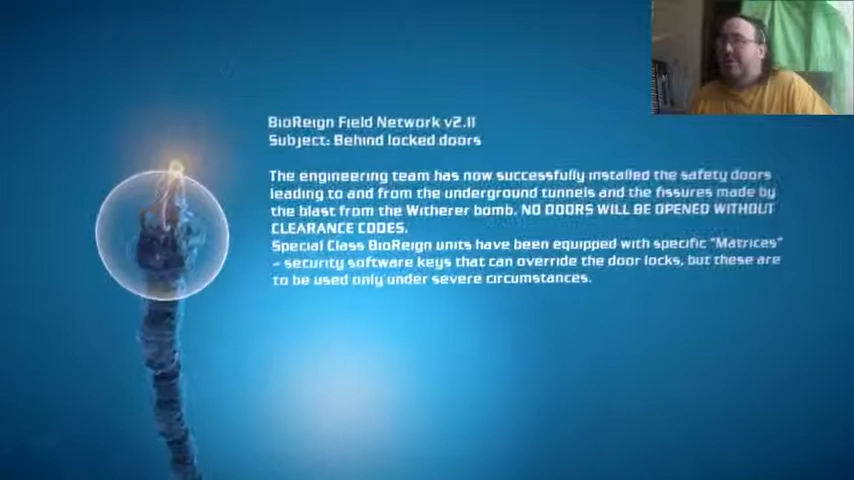 BioReign Field Network v2.11
Subject: Behind locked doors
The engineering team has now successfully installed the safety doors
leading to and from the underground tunnels and the fissures made by
the blast from the Witherer bomb. NO DOORS WILL BE OPENED WITHOUT
CLEARANCE CODES.
Special Class BioReign units have been equipped with specific "Matrices"
- security software keys that can override the door locks, but these are
to be used only under severe circumstances.